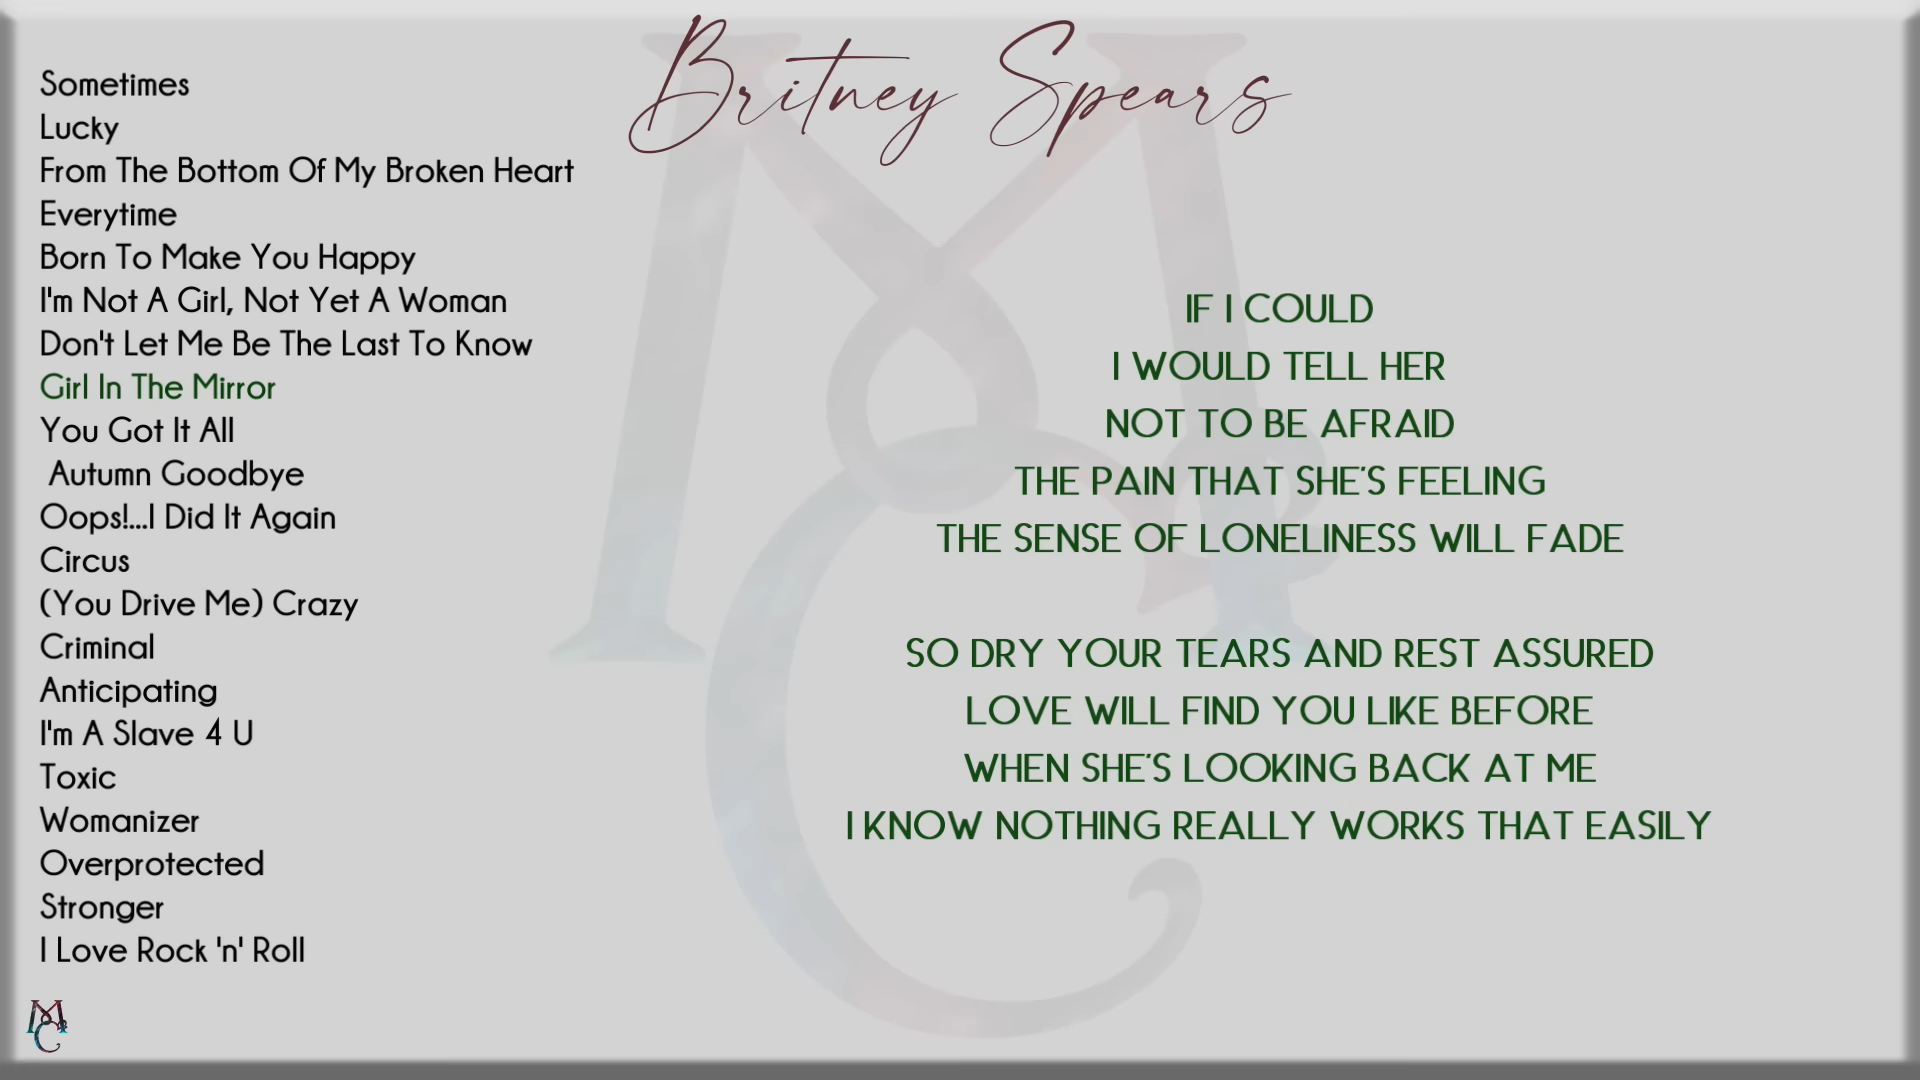 Britney Spears
Sometimes
Lucky
From The Bottom Of My Broken Heart
Everytime
Born To Make You Happy
I'm Not A Girl, Not Yet A Woman
Don't Let Me Be The Last To Know
Girl In The Mirror
You Got It All
Autumn Goodbye
Oops!...I Did It Again
Circus
(You Drive Me) Crazy
Criminal
Anticipating
I'm A Slave 4 U
Toxic
Womanizer
Overprotected
Stronger
I Love Rock 'n' Roll
IF I COULD
I WOULD TELL HER
NOT TO BE AFRAID
THE PAIN THAT SHE'S FEELING
THE SENSE OF LONELINESS WILL FADE
SO DRY YOUR TEARS AND REST ASSURED
LOVE WILL FIND YOU LIKE BEFORE
WHEN SHE'S LOOKING BACK AT ME
I KNOW NOTHING REALLY WORKS THAT EASILY
MC